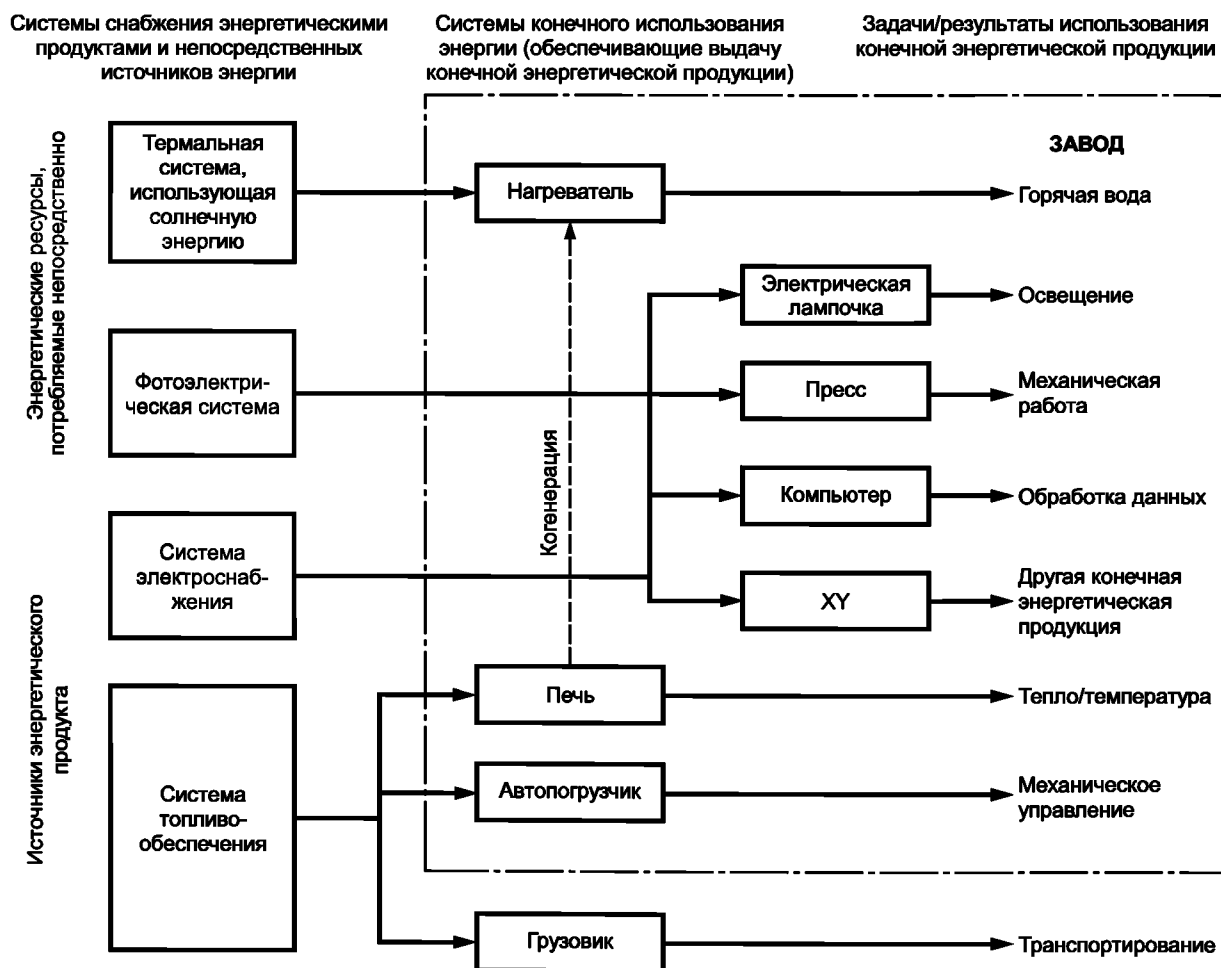 Системы снабжения энергетическими
продуктами и непосредственных
источников энергии
Системы конечного использования
энергии (обеспечивающие выдачу
конечной энергетической продукции)
Задачи/результаты использования
конечной энергетической продукции
Энергетические ресурсы,
потребляемые непосредственно
Термальная
система,
использующая
солнечную
энергию
Нагреватель
ЗАВОД
Горячая вода
Электрическая
лампочка
Освещение
Фотоэлектри-
ческая система
Пресс
Механическая
работа
Когенерация
Компьютер
Обработка данных
Источники энергетического
продукта
Система
электроснаб-
жения
XY
Другая конечная
энергетическая
продукция
Печь
Тепло/температура
Система
топливо-
обеспечения
Автопогрузчик
Механическое
управление
Грузовик
Транспортирование